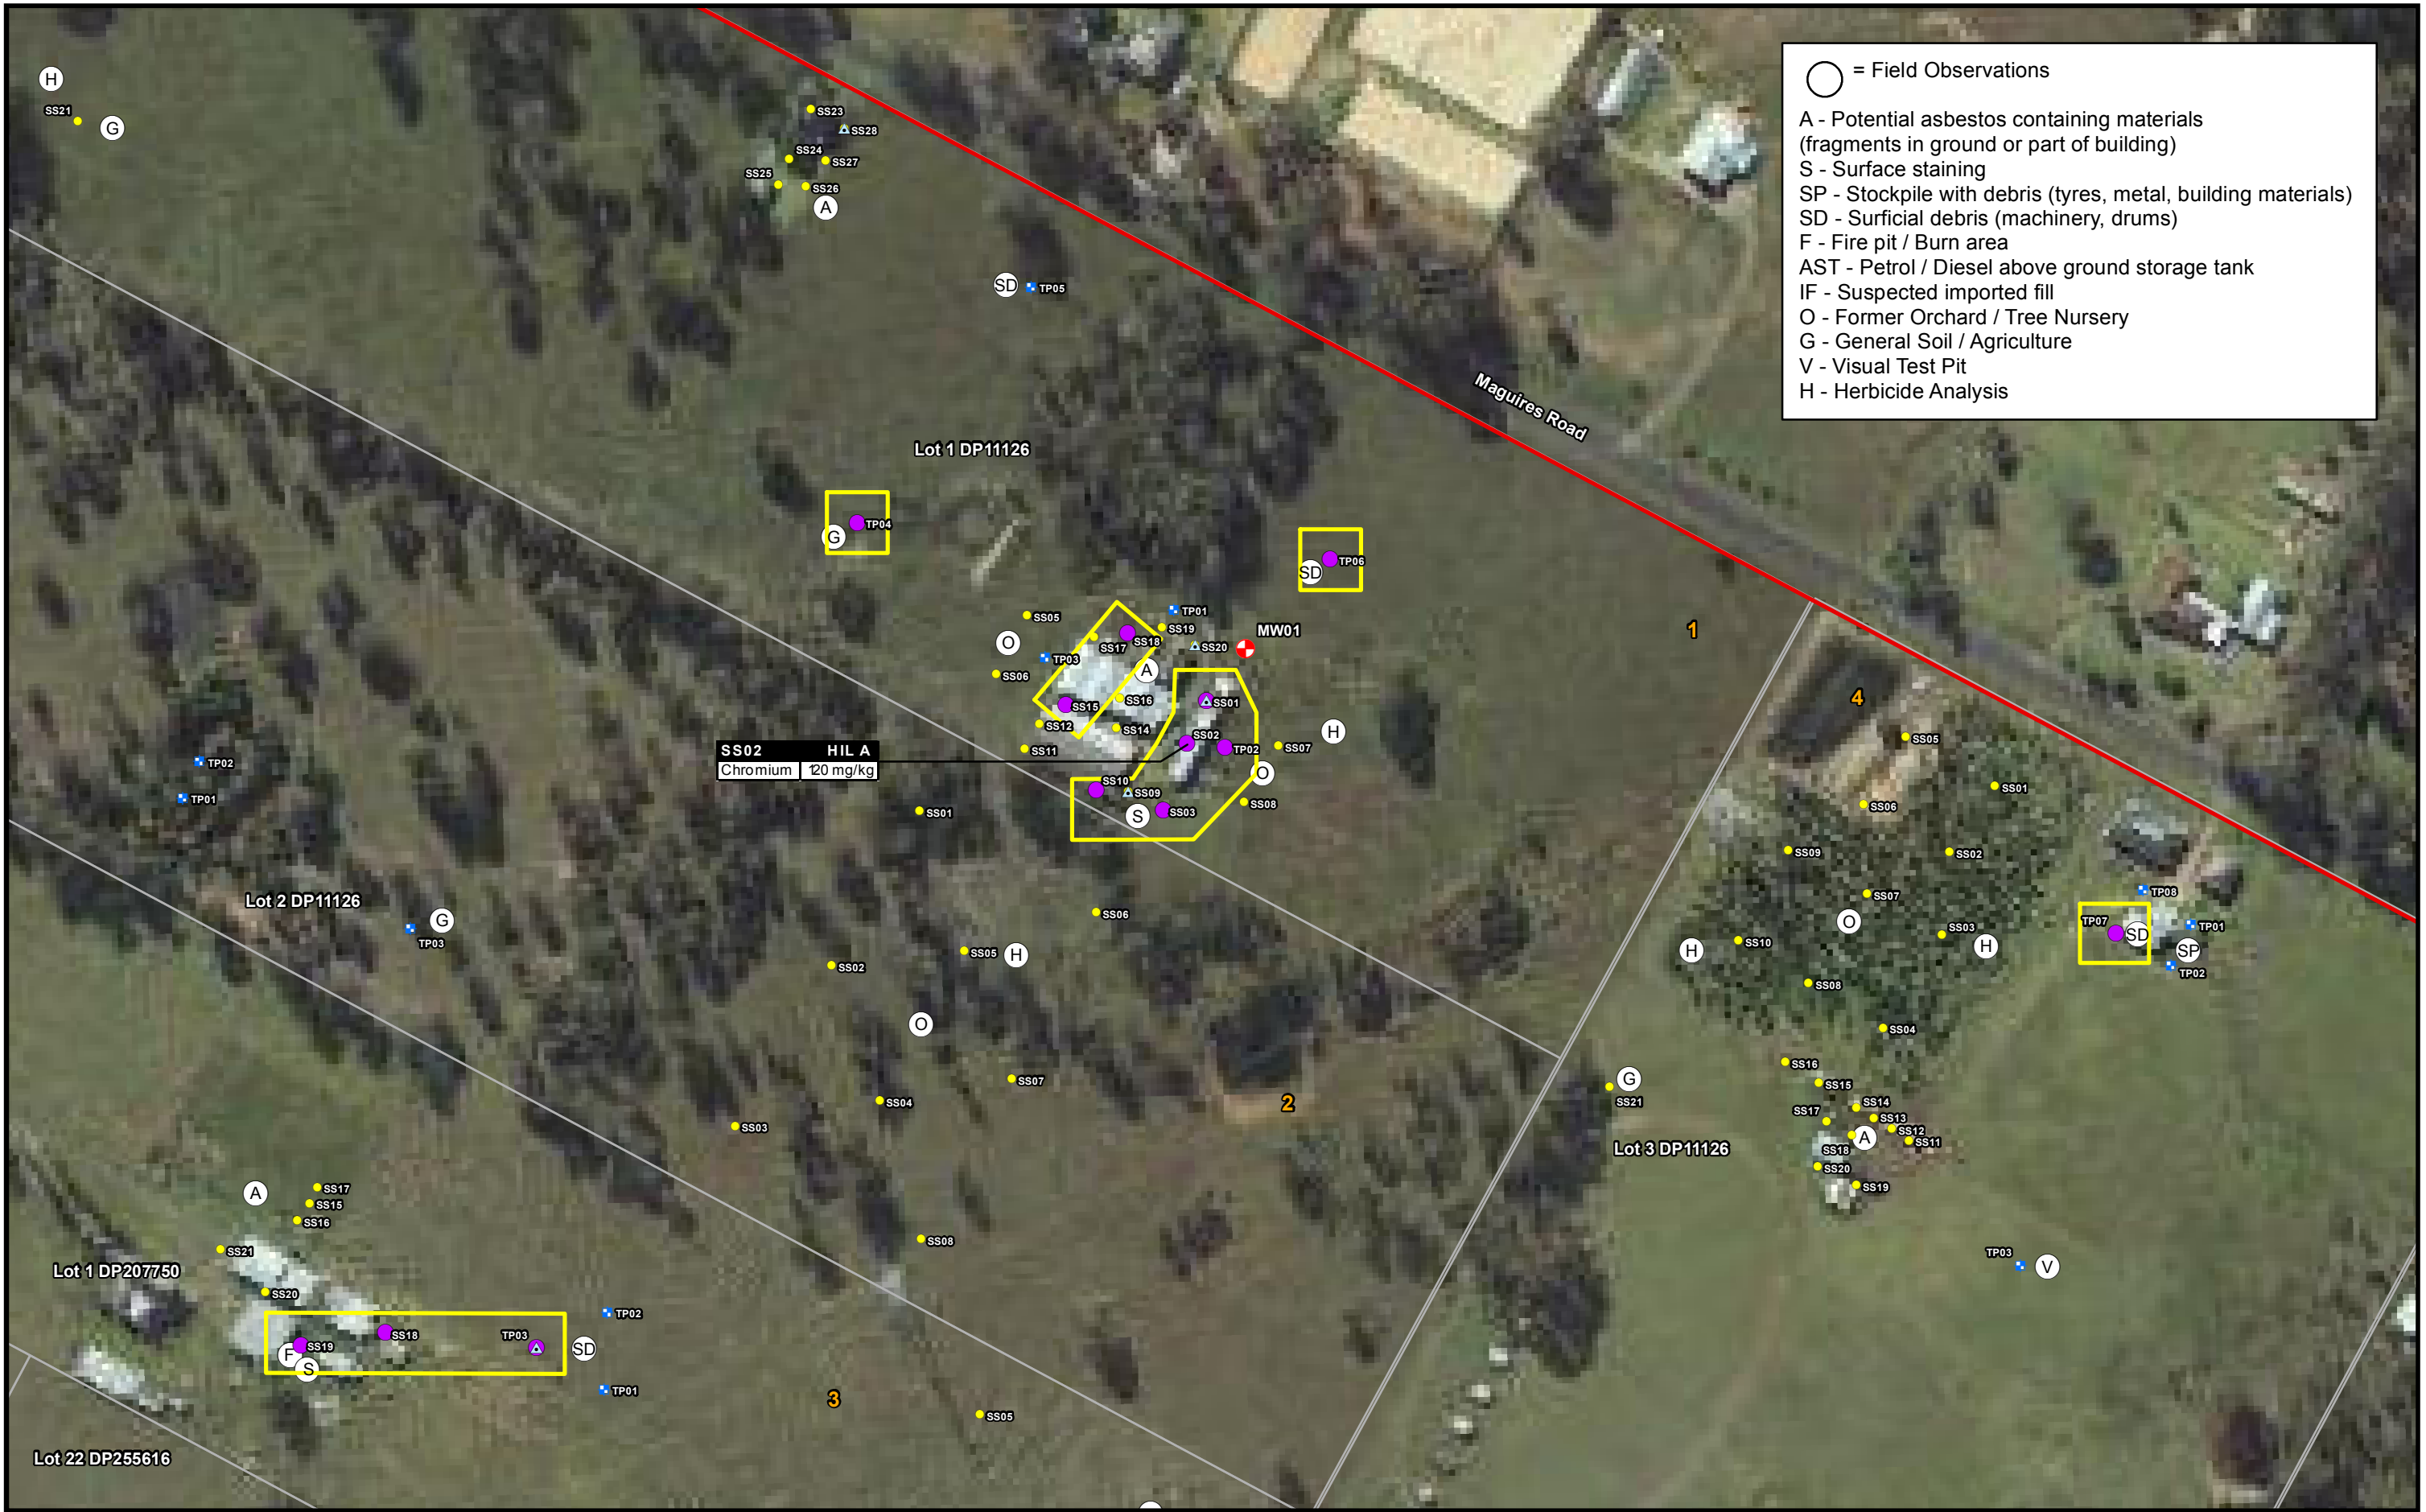 = Field Observations
A - Potential asbestos containing materials
(fragments in ground or part of building)
S - Surface staining
SP - Stockpile with debris (tyres, metal, building materials)
SD - Surficial debris (machinery, drums)
F - Fire pit / Burn area
AST - Petrol / Diesel above ground storage tank
IF - Suspected imported fill
O - Former Orchard / Tree Nursery
G - General Soil / Agriculture
V - Visual Test Pit
H - Herbicide Analysis
H
SS21
G
SS23
SS28
SS24
SS27
SS25
SS26
A
SD
TP05
Maguires Road
Lot 1 DP11126
TP04
G
TP06
SD
TP01
SS05
SS19
MW01
1
O
SS18
SS17
SS20
TP03
A
SS06
SS16
SS01
SS15
SS12
SS14
SS02
H
SS11
TP02
SS07
SS02 HIL A
Chromium 120 mg/kg
O
SS10
SS09
SS08
SS03
S
SS01
4
SS05
SS01
SS06
SS09
SS02
SS07
TP08
O
TP07
SD
TP01
SS03
SS10
H
H
SP
TP02
SS08
SS04
TP02
TP01
Lot 2 DP11126
G
TP03
SS06
SS05
H
SS02
O
SS07
SS04
2
SS03
SS08
G
SS21
Lot 3 DP11126
SS16
SS15
SS14
SS17
SS13
SS12
A
SS11
SS18
SS20
SS19
TP03
V
A
SS17
SS15
SS16
SS21
Lot 1 DP207750
SS20
TP02
SS18
TP03
SS19
F
S
SD
TP01
3
SS05
Lot 22 DP255616